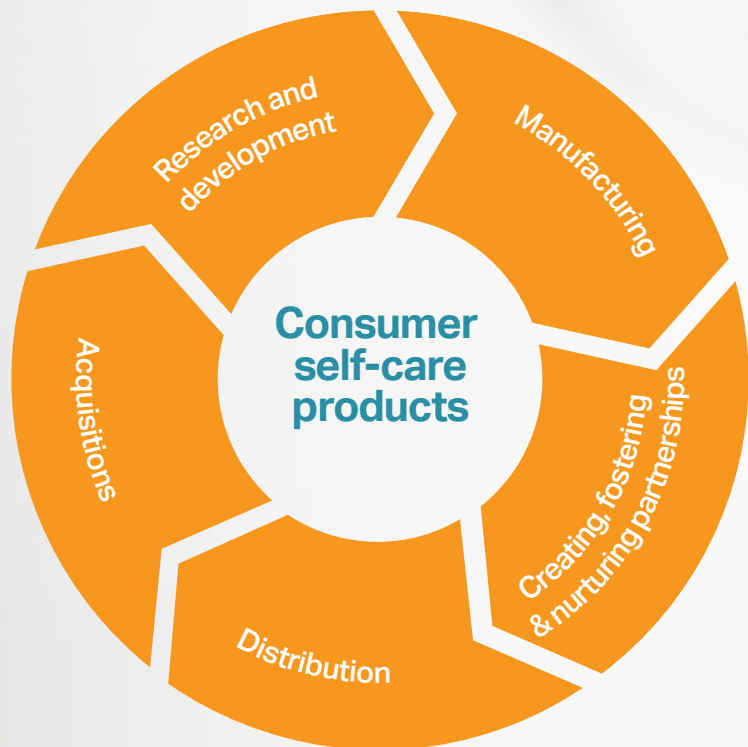 Research and
development
Manufacturing
Creating, fostering
& nurturing partnerships
Distribution
Acquisitions
Consumer
self-care
products